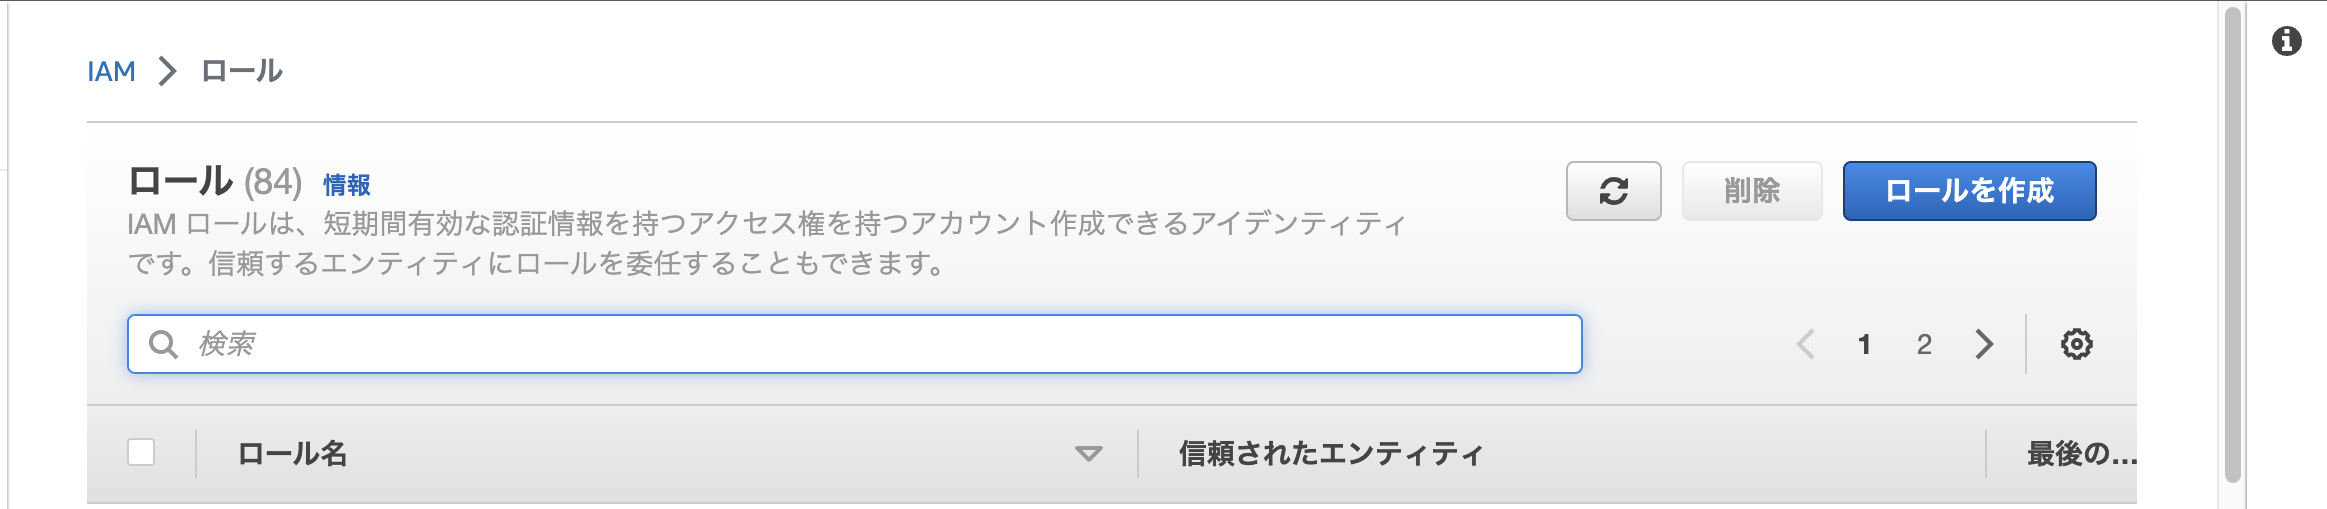 IAM ロール
ロール (84) 情報
IAM ロールは、短期間有効な認証情報を持つアクセス権を持つアカウント作成できるアイデンティティ
です。信頼するエンティティにロールを委任することもできます。
削除 ロールを作成
検索
1 2
ロール名 信頼されたエンティティ 最後の...